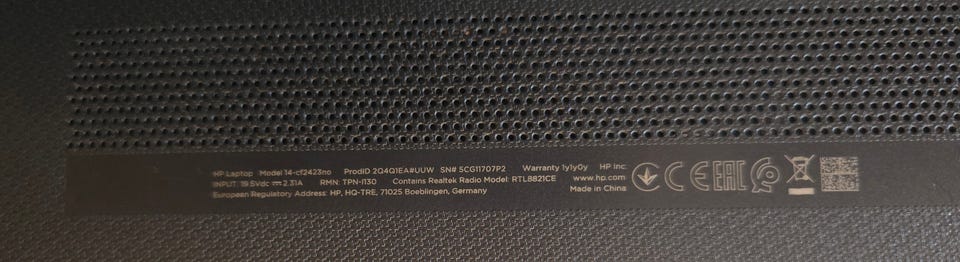 HP Laptop Model 14-cf2423no ProdID 2Q4Q1EA#UUW SN# 5CG11707P2 Warranty 1y1y0y HP Inc.
INPUT: 19.5Vdc ⎓ 2.31A RMN: TPN-I130 Contains Realtek Radio Model: RTL8821CE www.hp.com
European Regulatory Address: HP, HQ-TRE, 71025 Boeblingen, Germany Made in China
CE EAC